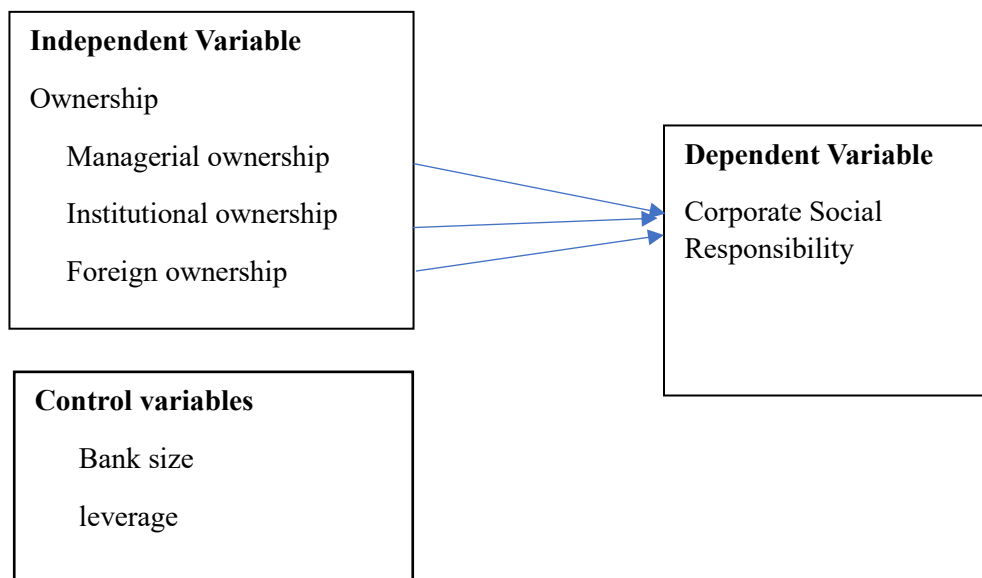 Independent Variable
Ownership
Managerial ownership
Institutional ownership
Foreign ownership
Dependent Variable
Corporate Social
Responsibility
Control variables
Bank size
leverage